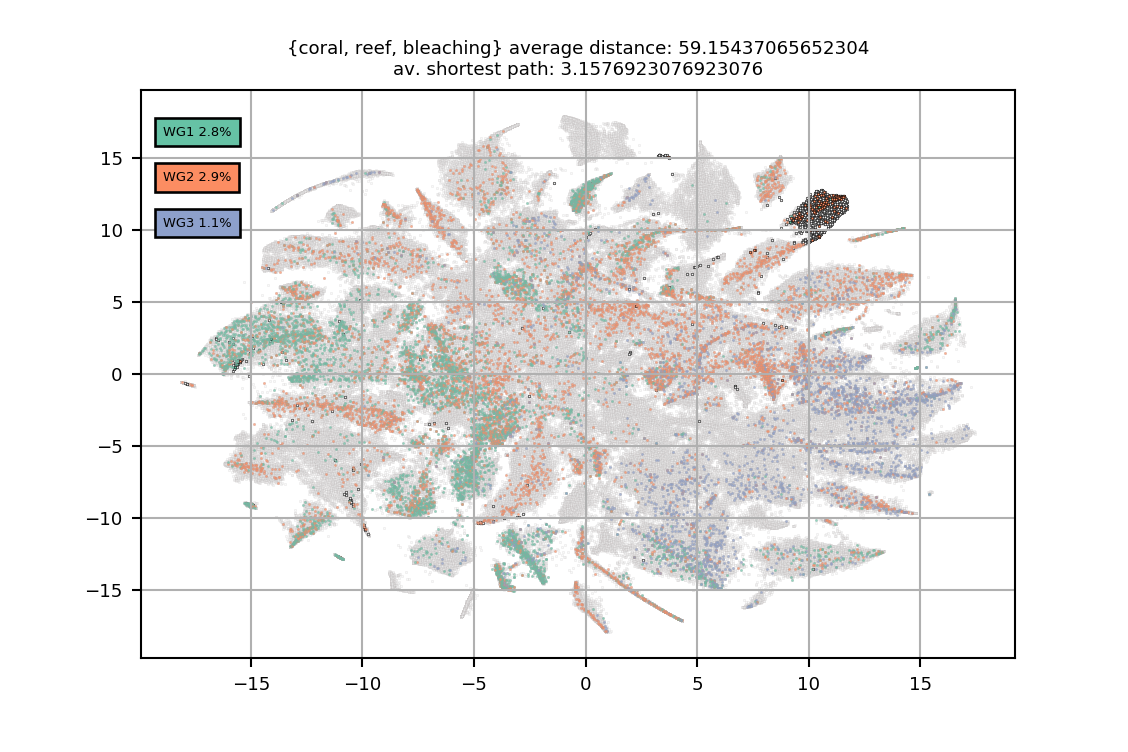 {coral, reef, bleaching} average distance: 59.15437065652304
av. shortest path: 3.1576923076923076
WG1 2.8%
WG2 2.9%
WG3 1.1%
15
10
5
0
−5
−10
−15
−15 −10 −5 0 5 10 15